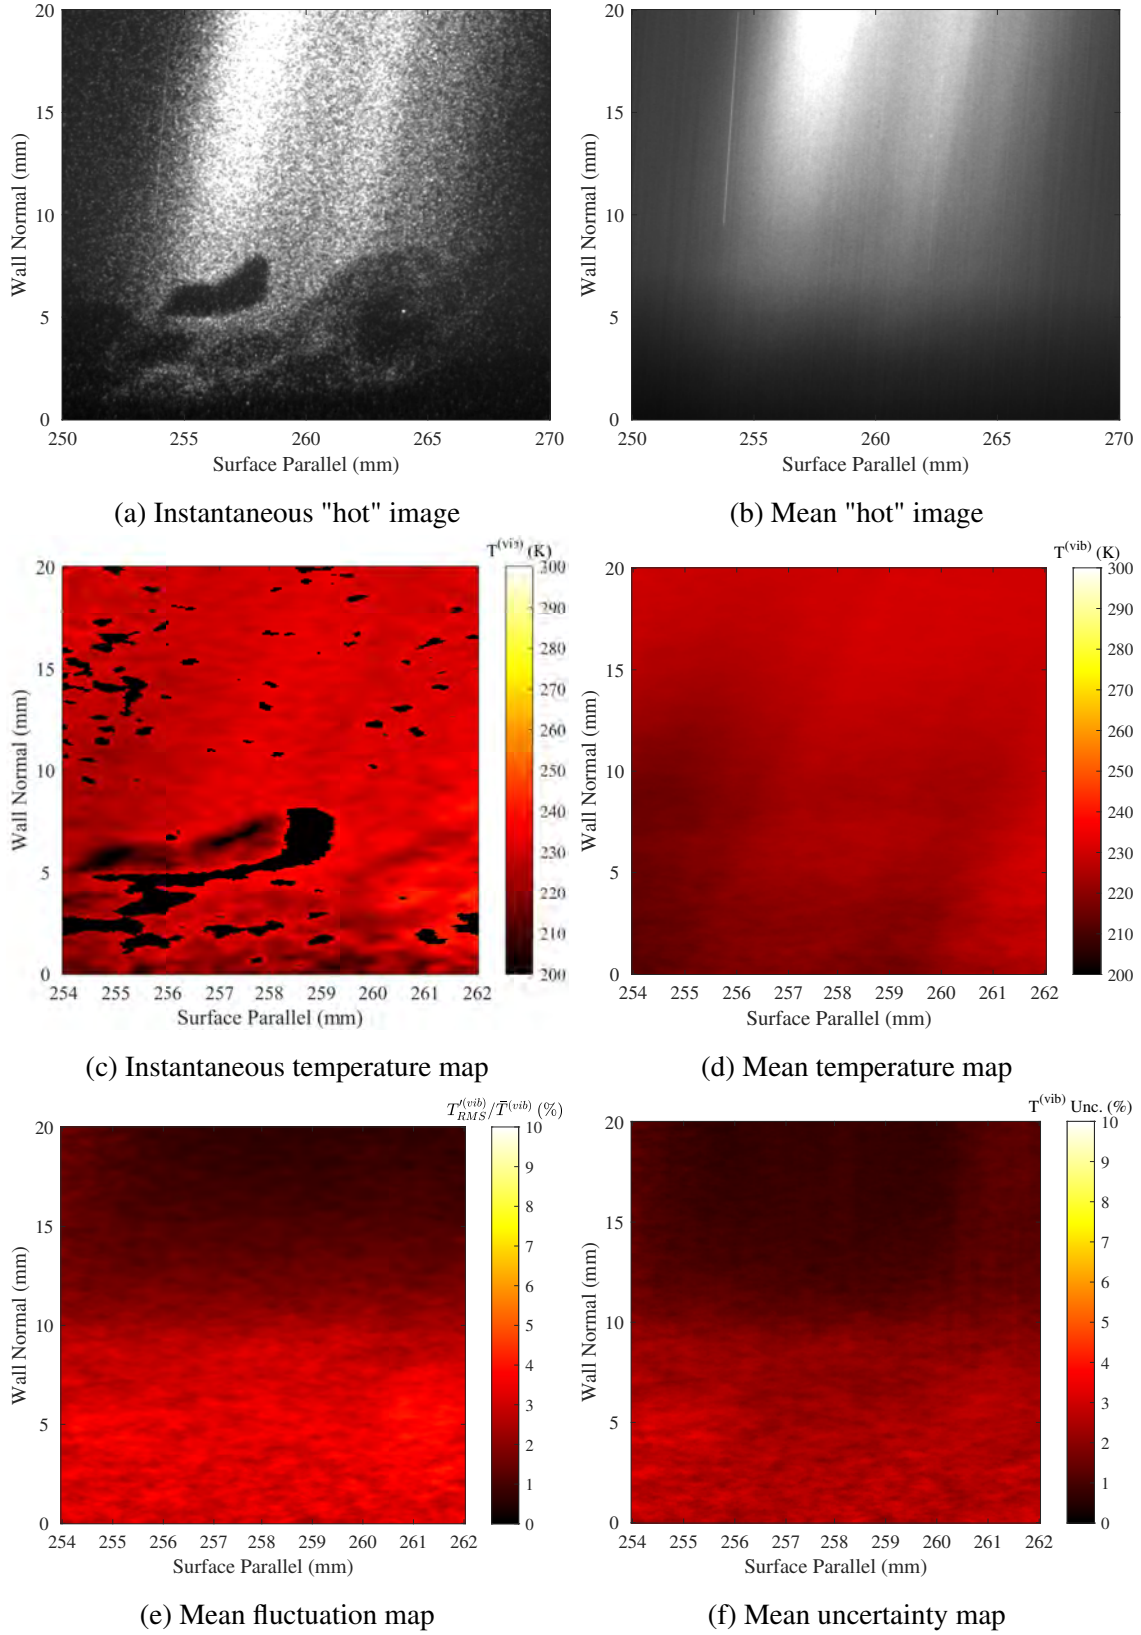 20
15
10
5
0
Wall Normal (mm)
250 255 260 265 270
Surface Parallel (mm)
(a) Instantaneous "hot" image
20
15
10
5
0
Wall Normal (mm)
250 255 260 265 270
Surface Parallel (mm)
(b) Mean "hot" image
T(vib) (K)
20
15
10
5
0
Wall Normal (mm)
300
290
280
270
260
250
240
230
220
210
200
254 255 256 257 258 259 260 261 262
Surface Parallel (mm)
(c) Instantaneous temperature map
T(vib) (K)
20
15
10
5
0
Wall Normal (mm)
300
290
280
270
260
250
240
230
220
210
200
254 255 256 257 258 259 260 261 262
Surface Parallel (mm)
(d) Mean temperature map
T′(vib)RMS/T̄(vib) (%)
20
15
10
5
0
Wall Normal (mm)
10
9
8
7
6
5
4
3
2
1
0
254 255 256 257 258 259 260 261 262
Surface Parallel (mm)
(e) Mean fluctuation map
T(vib) Unc. (%)
20
15
10
5
0
Wall Normal (mm)
10
9
8
7
6
5
4
3
2
1
0
254 255 256 257 258 259 260 261 262
Surface Parallel (mm)
(f) Mean uncertainty map